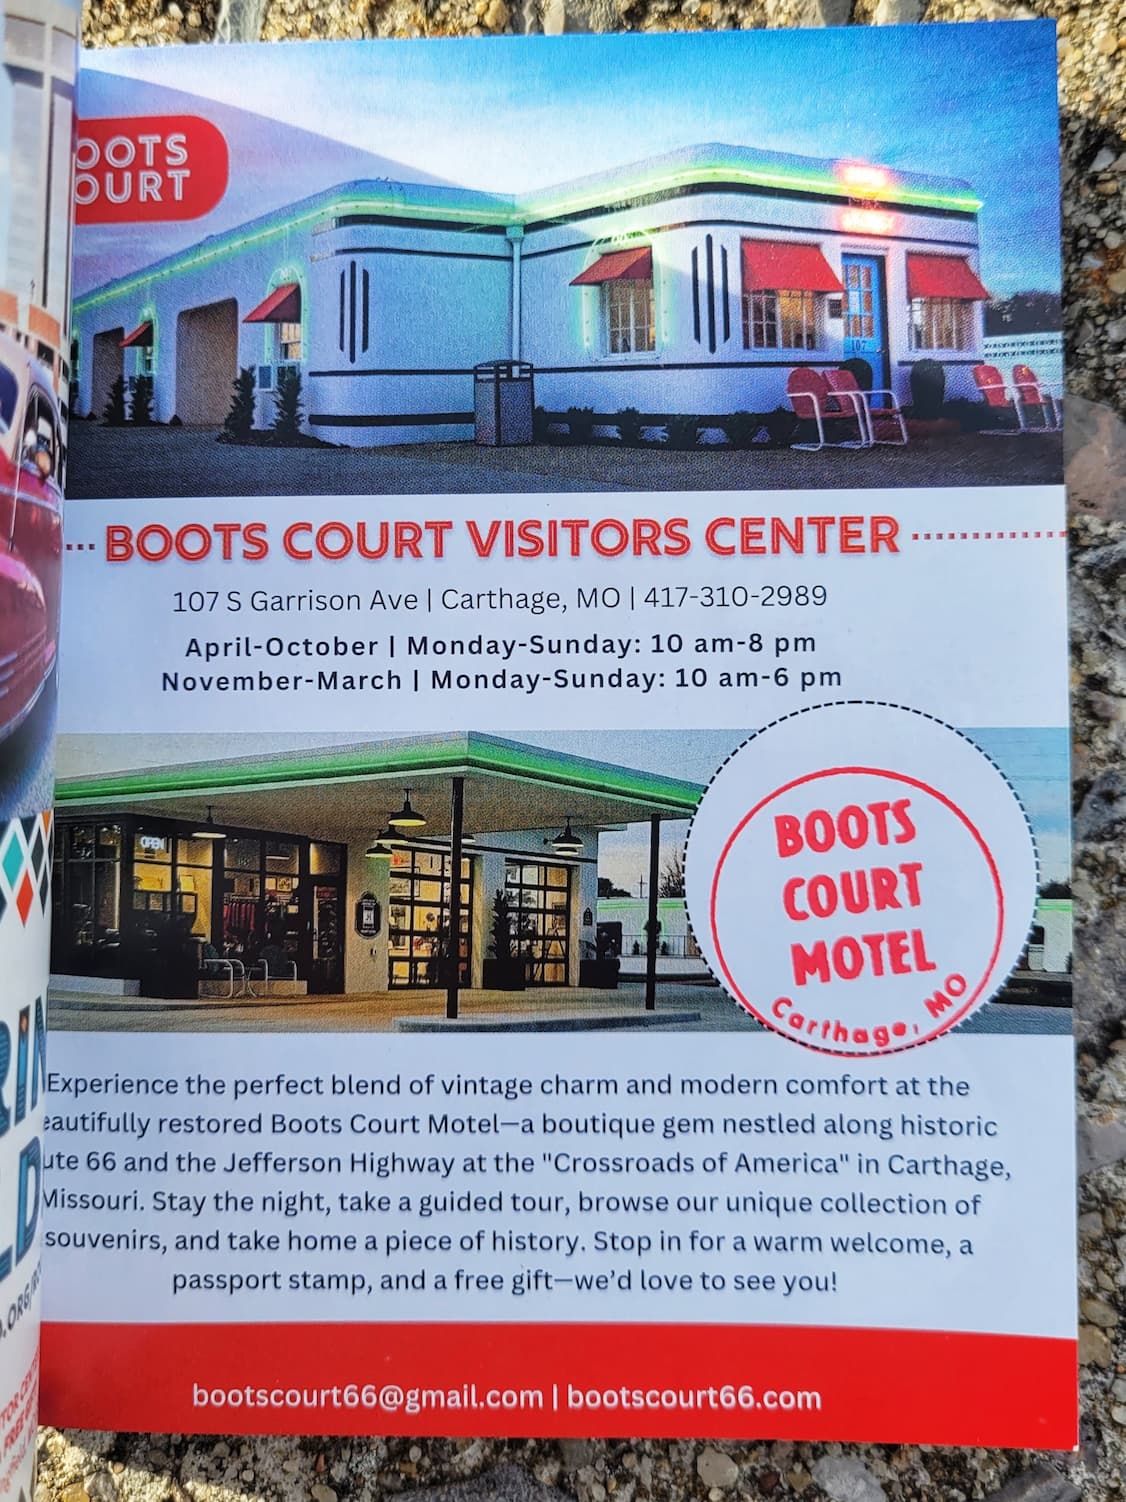 OOTS
OURT
107
BOOTS COURT VISITORS CENTER
107 S Garrison Ave | Carthage, MO | 417-310-2989
April-October | Monday-Sunday: 10 am-8 pm
November-March | Monday-Sunday: 10 am-6 pm
OPEN
BOOTS
COURT
MOTEL
Carthage, MO
Experience the perfect blend of vintage charm and modern comfort at the
eautifully restored Boots Court Motel—a boutique gem nestled along historic
ute 66 and the Jefferson Highway at the "Crossroads of America" in Carthage,
Missouri. Stay the night, take a guided tour, browse our unique collection of
souvenirs, and take home a piece of history. Stop in for a warm welcome, a
passport stamp, and a free gift—we'd love to see you!
bootscourt66@gmail.com | bootscourt66.com